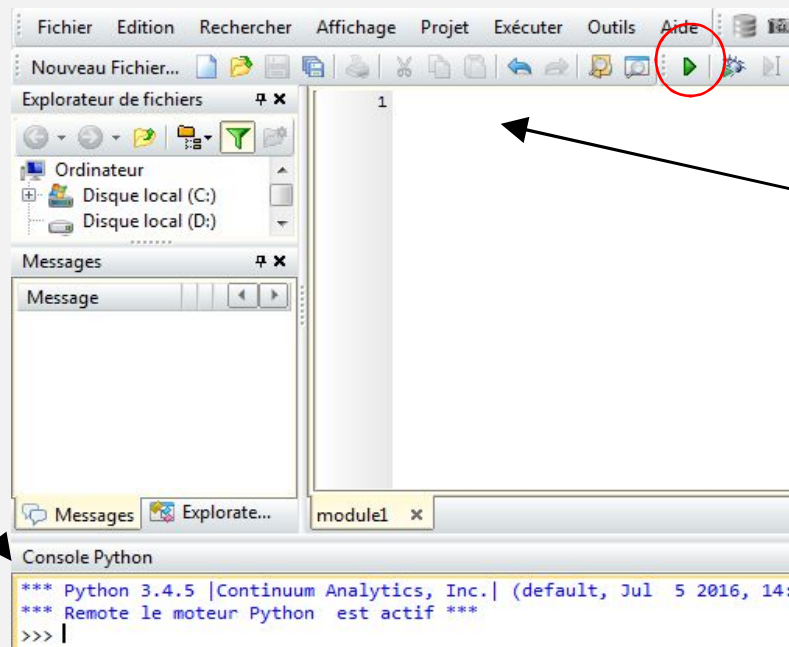 Fichier Edition Rechercher Affichage Projet Exécuter Outils Aide
Nouveau Fichier...
Explorateur de fichiers
1
Ordinateur
Disque local (C:)
Disque local (D:)
Messages
Message
Messages Explorate...
module1
Console Python
*** Python 3.4.5 |Continuum Analytics, Inc.| (default, Jul 5 2016, 14:
*** Remote le moteur Python est actif ***
>>>